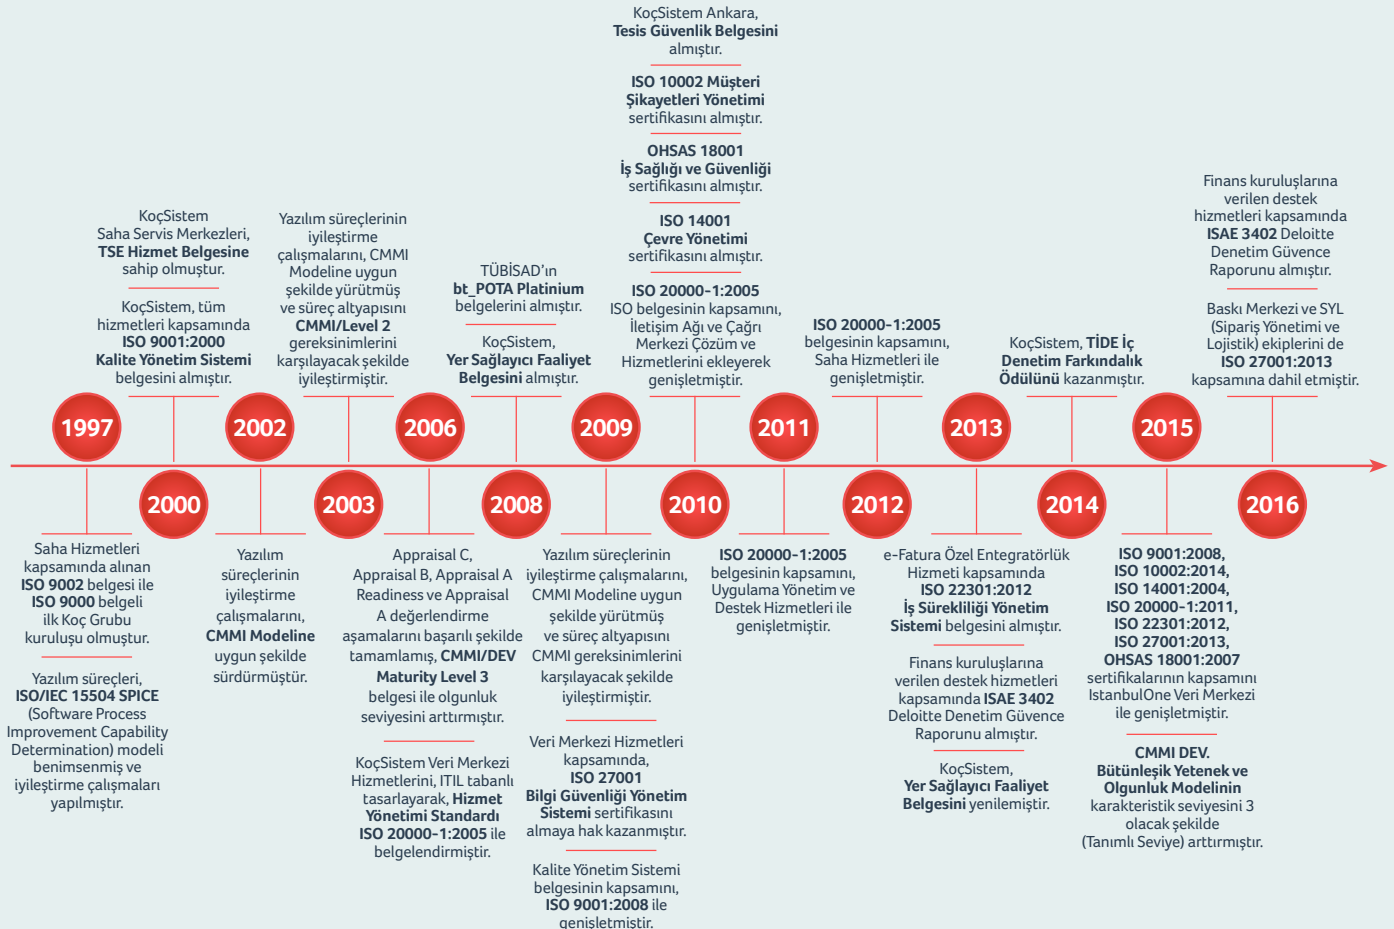 1997
Saha Hizmetleri
kapsamında alınan
ISO 9002 belgesi ile
ISO 9000 belgeli
ilk Koç Grubu
kuruluşu olmuştur.
Yazılım süreçleri,
ISO/IEC 15504 SPICE
(Software Process
Improvement Capability
Determination) modeli
benimsenmiş ve
iyileştirme çalışmaları
yapılmıştır.
KoçSistem
Saha Servis Merkezleri,
TSE Hizmet Belgesine
sahip olmuştur.
KoçSistem, tüm
hizmetleri kapsamında
ISO 9001:2000
Kalite Yönetim Sistemi
belgesini almıştır.
2000
2002
Yazılım
süreçlerinin
iyileştirme
çalışmalarını,
CMMI Modeline
uygun şekilde
sürdürmüştür.
Yazılım süreçlerinin
iyileştirme
çalışmalarını, CMMI
Modeline uygun
şekilde yürütmüş
ve süreç altyapısını
CMMI/Level 2
gereksinimlerini
karşılayacak şekilde
iyileştirmiştir.
2003
2006
Appraisal C,
Appraisal B, Appraisal A
Readiness ve Appraisal
A değerlendirme
aşamalarını başarılı şekilde
tamamlamış, CMMI/DEV
Maturity Level 3
belgesi ile olgunluk
seviyesini arttırmıştır.
KoçSistem Veri Merkezi
Hizmetlerini, ITIL tabanlı
tasarlayarak, Hizmet
Yönetimi Standardı
ISO 20000-1:2005 ile
belgelendirmiştir.
TÜBİSAD’ın
bt_POTA Platinium
belgelerini almıştır.
KoçSistem,
Yer Sağlayıcı Faaliyet
Belgesini almıştır.
2008
2009
Yazılım süreçlerinin
iyileştirme çalışmalarını,
CMMI Modeline uygun
şekilde yürütmüş
ve süreç altyapısını
CMMI gereksinimlerini
karşılayacak şekilde
iyileştirmiştir.
Veri Merkezi Hizmetleri
kapsamında,
ISO 27001
Bilgi Güvenliği Yönetim
Sistemi sertifikasını
almaya hak kazanmıştır.
Kalite Yönetim Sistemi
belgesinin kapsamını,
ISO 9001:2008 ile
genişletmiştir.
KoçSistem Ankara,
Tesis Güvenlik Belgesini
almıştır.
ISO 10002 Müşteri
Şikayetleri Yönetimi
sertifikasını almıştır.
OHSAS 18001
İş Sağlığı ve Güvenliği
sertifikasını almıştır.
ISO 14001
Çevre Yönetimi
sertifikasını almıştır.
ISO 20000-1:2005
ISO belgesinin kapsamını,
İletişim Ağı ve Çağrı
Merkezi Çözüm ve
Hizmetlerini ekleyerek
genişletmiştir.
2010
2011
ISO 20000-1:2005
belgesinin kapsamını,
Uygulama Yönetim ve
Destek Hizmetleri ile
genişletmiştir.
ISO 20000-1:2005
belgesinin kapsamını,
Saha Hizmetleri ile
genişletmiştir.
2012
2013
e-Fatura Özel Entegratörlük
Hizmeti kapsamında
ISO 22301:2012
İş Sürekliliği Yönetim
Sistemi belgesini almıştır.
Finans kuruluşlarına
verilen destek hizmetleri
kapsamında ISAE 3402
Deloitte Denetim Güvence
Raporunu almıştır.
KoçSistem,
Yer Sağlayıcı Faaliyet
Belgesini yenilemiştir.
KoçSistem, TİDE İç
Denetim Farkındalık
Ödülünü kazanmıştır.
2014
2015
ISO 9001:2008,
ISO 10002:2014,
ISO 14001:2004,
ISO 20000-1:2011,
ISO 22301:2012,
ISO 27001:2013,
OHSAS 18001:2007
sertifikalarının kapsamını
IstanbulOne Veri Merkezi
ile genişletmiştir.
CMMI DEV.
Bütünleşik Yetenek ve
Olgunluk Modelinin
karakteristik seviyesini 3
olacak şekilde
(Tanımlı Seviye) arttırmıştır.
Finans kuruluşlarına
verilen destek
hizmetleri kapsamında
ISAE 3402 Deloitte
Denetim Güvence
Raporunu almıştır.
Baskı Merkezi ve SYL
(Sipariş Yönetimi ve
Lojistik) ekiplerini de
ISO 27001:2013
kapsamına dahil etmiştir.
2016